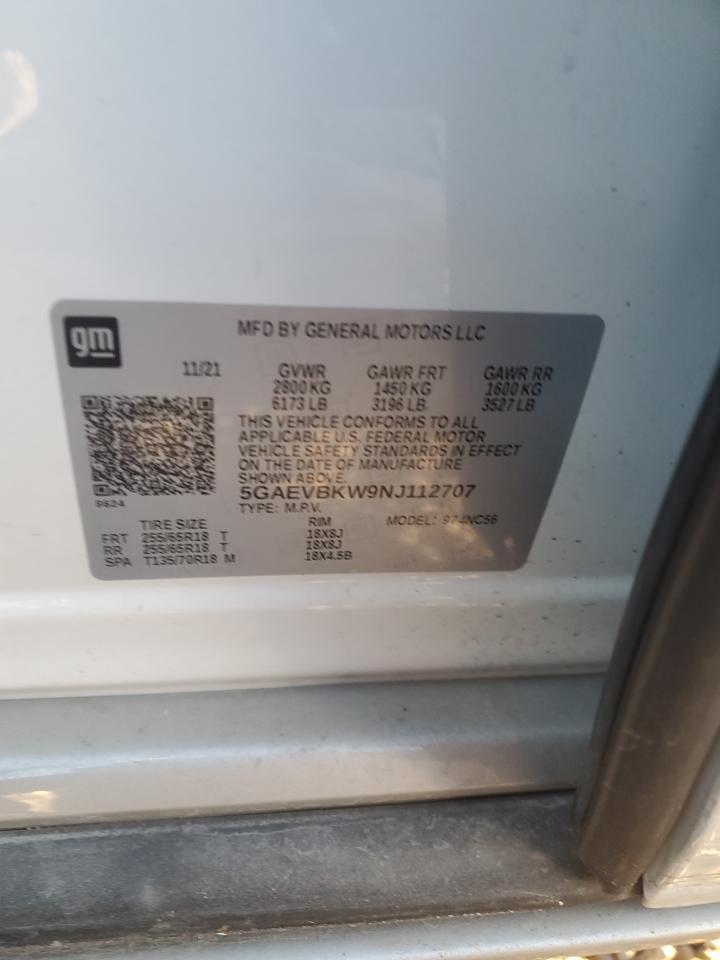 gm
MFD BY GENERAL MOTORS LLC
11/21 GVWR GAWR FRT GAWR RR
2800 KG 1450 KG 1600 KG
6173 LB 3196 LB 3527 LB
THIS VEHICLE CONFORMS TO ALL
APPLICABLE U.S. FEDERAL MOTOR
VEHICLE SAFETY STANDARDS IN EFFECT
ON THE DATE OF MANUFACTURE
SHOWN ABOVE.
5GAEVBKW9NJ112707
S624
TYPE: M.P.V. MODEL: 974NC56
TIRE SIZE RIM
FRT 255/65R18 T 18X8J
RR 255/65R18 T 18X8J
SPA T135/70R18 M 18X4.5B